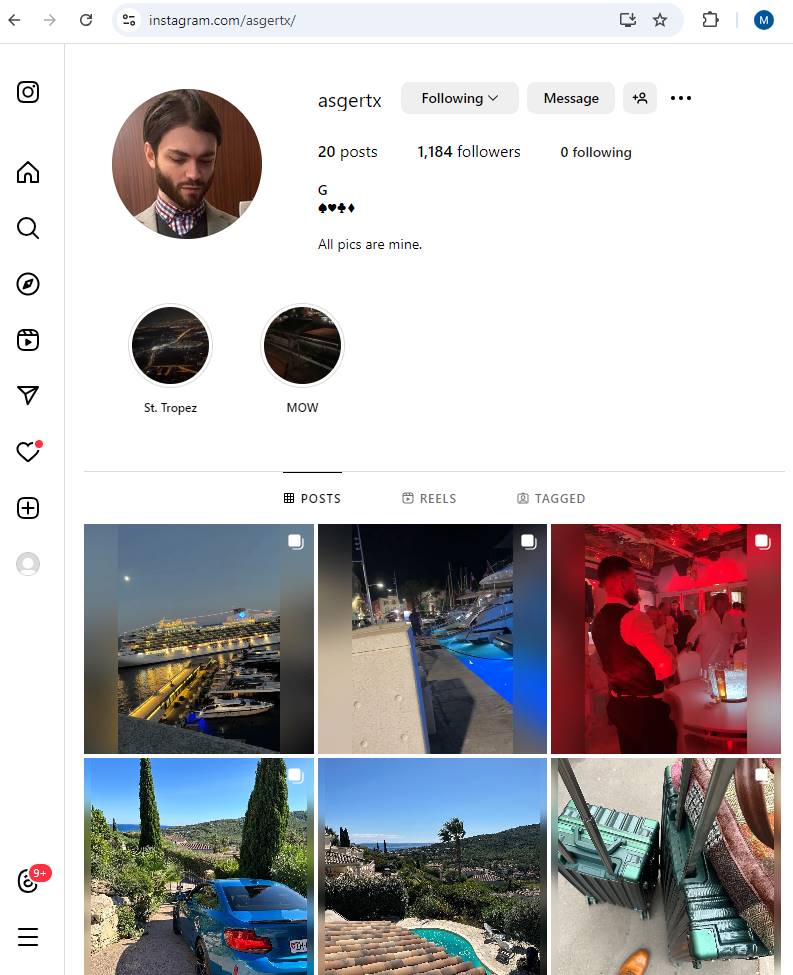 instagram.com/asgertx/
M
asgertx
Following
Message
20 posts
1,184 followers
0 following
G
♠♥♣♦
All pics are mine.
St. Tropez
MOW
POSTS
REELS
TAGGED
9+